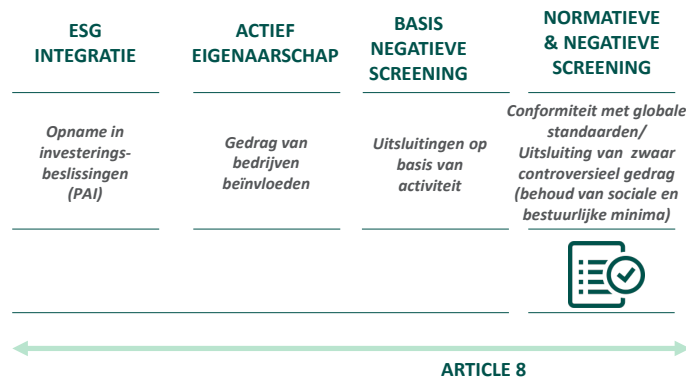 ESG
INTEGRATIE
Opname in
investerings-
beslissingen
(PAI)
ACTIEF
EIGENAARSCHAP
Gedrag van
bedrijven
beïnvloeden
BASIS
NEGATIEVE
SCREENING
Uitsluitingen op
basis van
activiteit
NORMATIEVE
& NEGATIEVE
SCREENING
Conformiteit met globale
standaarden/
Uitsluiting van zwaar
controversieel gedrag
(behoud van sociale en
bestuurlijke minima)
ARTICLE 8